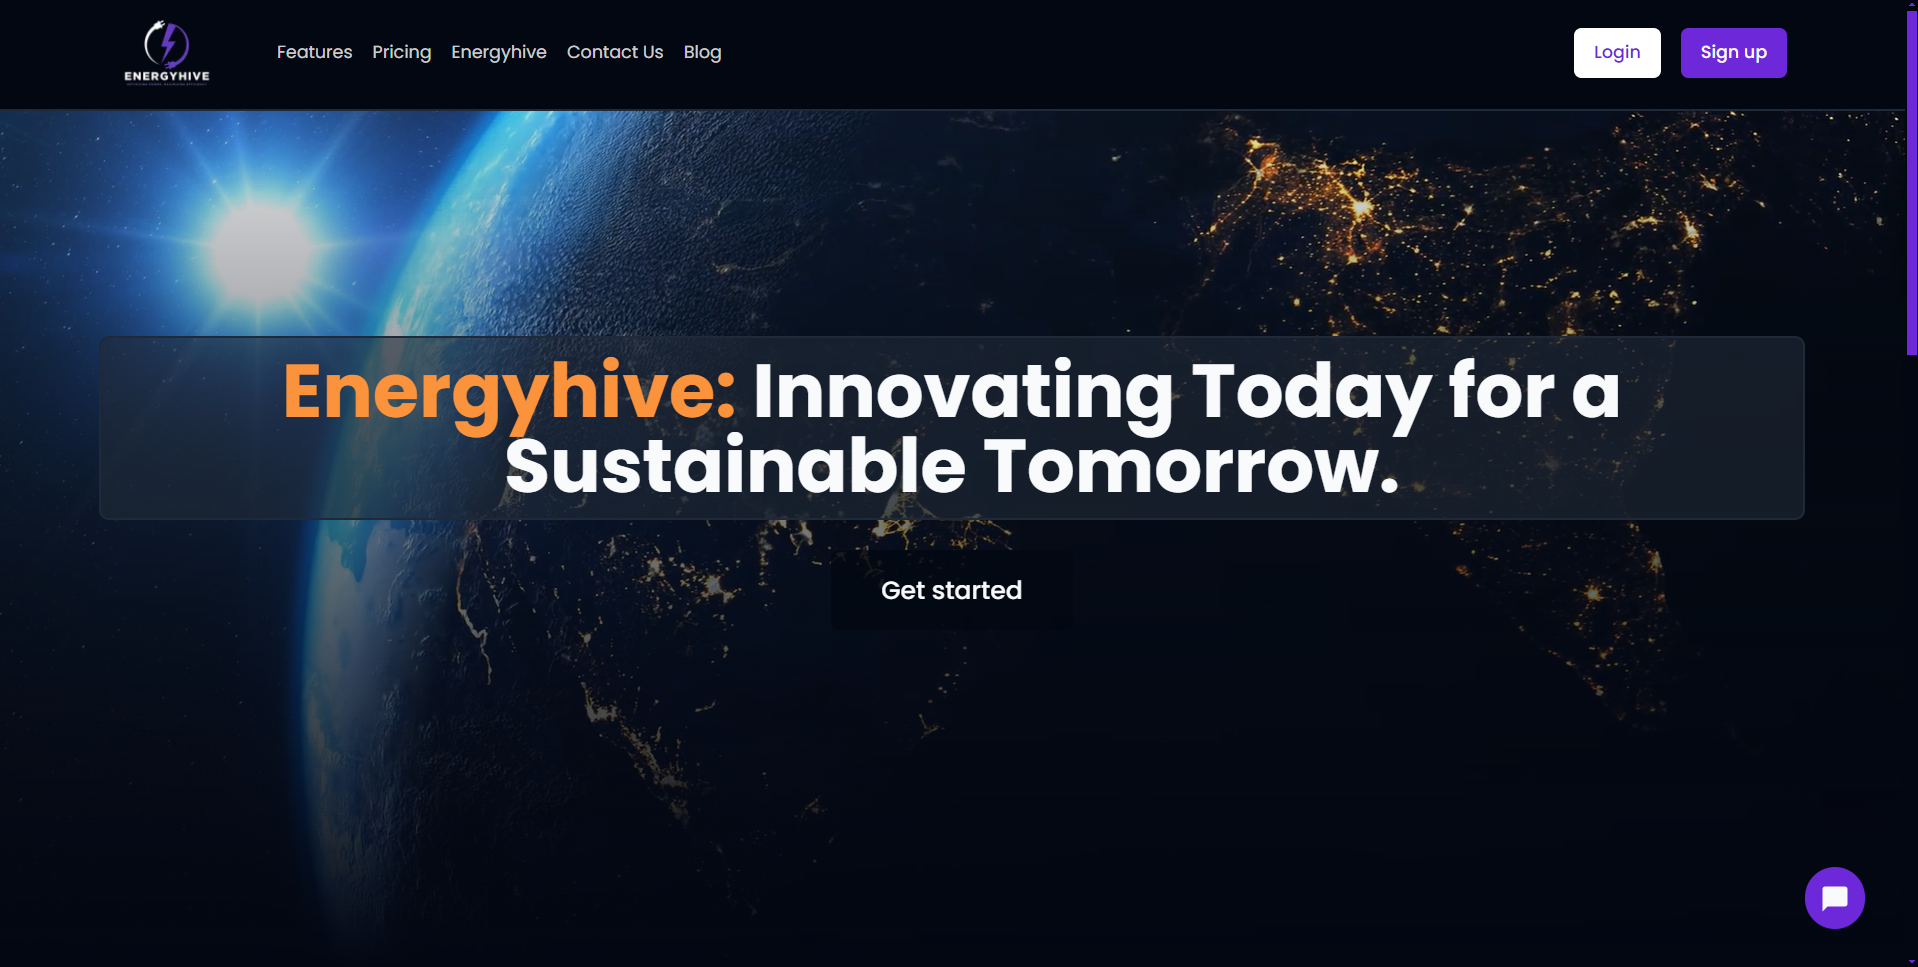 ENERGYHIVE
Features
Pricing
Energyhive
Contact Us
Blog
Login
Sign up
Energyhive: Innovating Today for a
Sustainable Tomorrow.
Get started